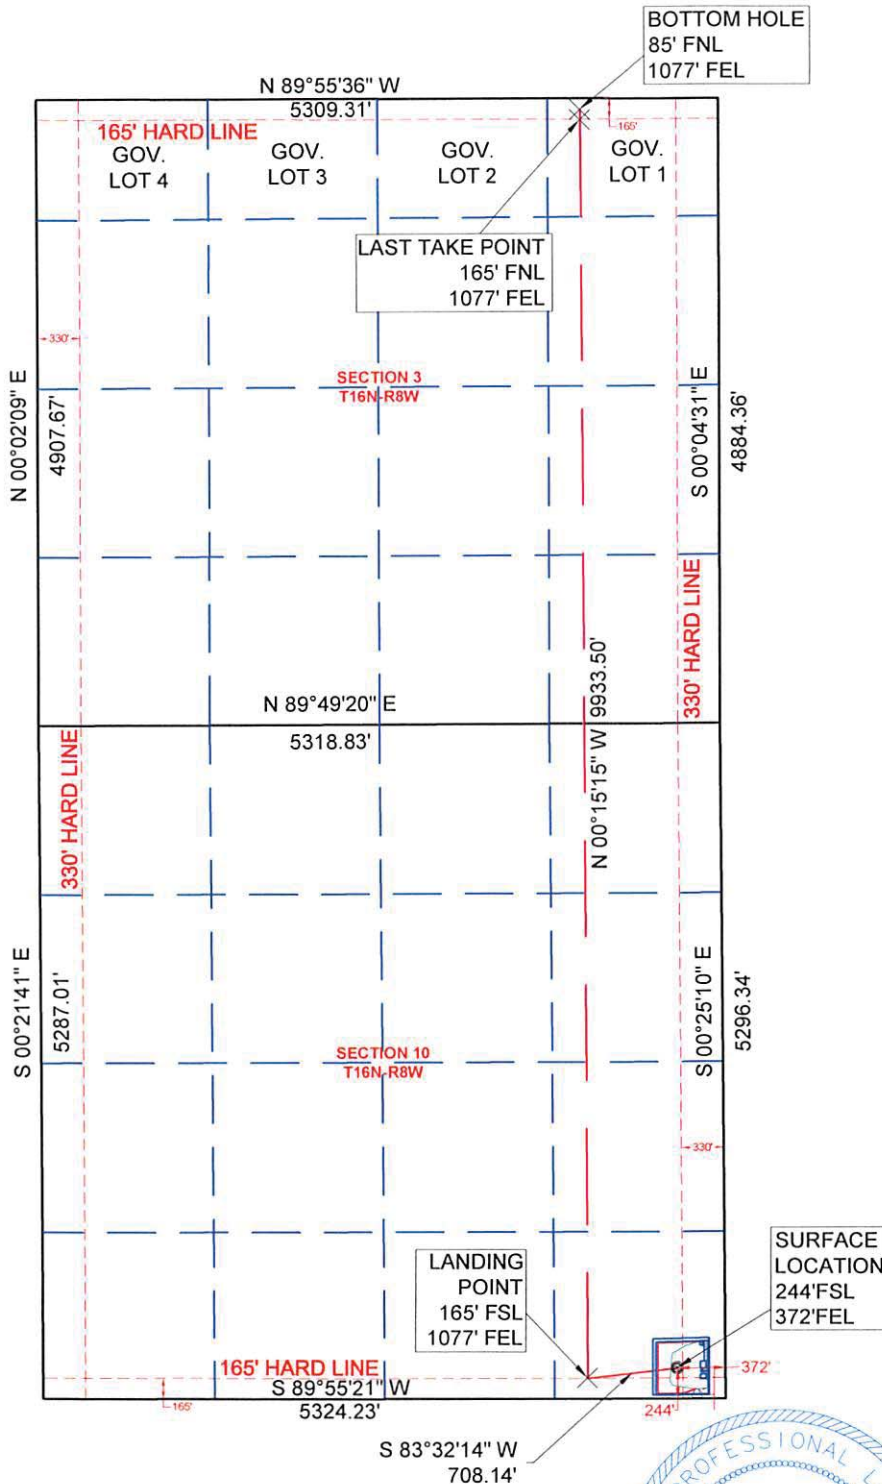 BOTTOM HOLE
85' FNL
1077' FEL
N 89°55'36" W
5309.31'
165' HARD LINE
165'
GOV.
LOT 4
GOV.
LOT 3
GOV.
LOT 2
GOV.
LOT 1
LAST TAKE POINT
165' FNL
1077' FEL
330'
SECTION 3
T16N-R8W
N 00°02'09" E
4907.67'
S 00°04'31" E
4884.36'
330' HARD LINE
N 89°49'20" E
5318.83'
N 00°15'15" W 9933.50'
330' HARD LINE
S 00°21'41" E
5287.01'
S 00°25'10" E
5296.34'
SECTION 10
T16N-R8W
330'
SURFACE
LOCATION
244'FSL
372'FEL
LANDING
POINT
165' FSL
1077' FEL
372'
165' HARD LINE
S 89°55'21" W
5324.23'
165'
244'
S 83°32'14" W
708.14'
PROFESSIONAL L